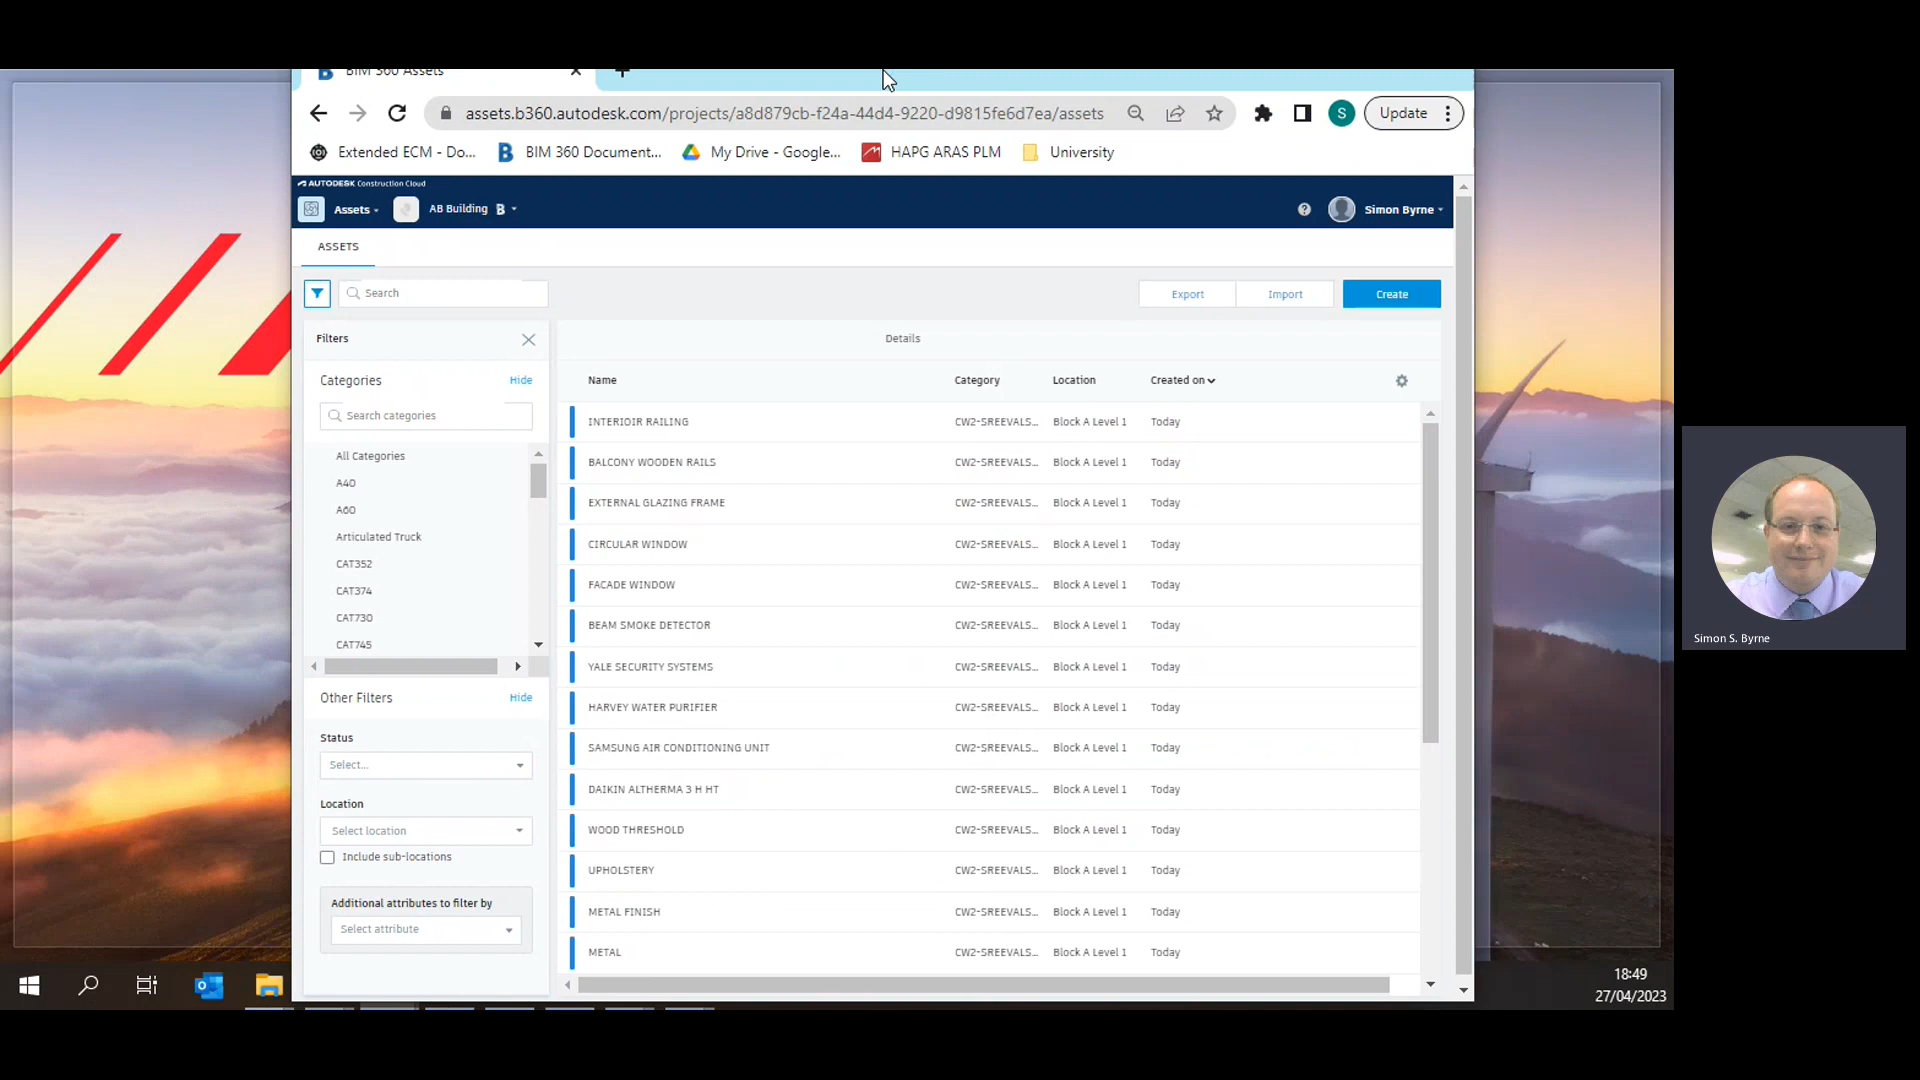 BIM 360 Assets
assets.b360.autodesk.com/projects/a8d879cb-f24a-44d4-9220-d9815fe6d7ea/assets
S
Update
Extended ECM - Do...
BIM 360 Document...
My Drive - Google...
HAPG ARAS PLM
University
AUTODESK Construction Cloud
Assets
AB Building
Simon Byrne
ASSETS
Search
Export
Import
Create
Filters
Details
Categories
Hide
Name
Category
Location
Created on
Search categories
All Categories
A40
A60
Articulated Truck
CAT352
CAT374
CAT730
CAT745
Other Filters
Hide
Status
Select...
Location
Select location
Include sub-locations
Additional attributes to filter by
Select attribute
INTERIOIR RAILING CW2-SREEVALS... Block A Level 1 Today
BALCONY WOODEN RAILS CW2-SREEVALS... Block A Level 1 Today
EXTERNAL GLAZING FRAME CW2-SREEVALS... Block A Level 1 Today
CIRCULAR WINDOW CW2-SREEVALS... Block A Level 1 Today
FACADE WINDOW CW2-SREEVALS... Block A Level 1 Today
BEAM SMOKE DETECTOR CW2-SREEVALS... Block A Level 1 Today
YALE SECURITY SYSTEMS CW2-SREEVALS... Block A Level 1 Today
HARVEY WATER PURIFIER CW2-SREEVALS... Block A Level 1 Today
SAMSUNG AIR CONDITIONING UNIT CW2-SREEVALS... Block A Level 1 Today
DAIKIN ALTHERMA 3 H HT CW2-SREEVALS... Block A Level 1 Today
WOOD THRESHOLD CW2-SREEVALS... Block A Level 1 Today
UPHOLSTERY CW2-SREEVALS... Block A Level 1 Today
METAL FINISH CW2-SREEVALS... Block A Level 1 Today
METAL CW2-SREEVALS... Block A Level 1 Today
18:49
27/04/2023
Simon S. Byrne